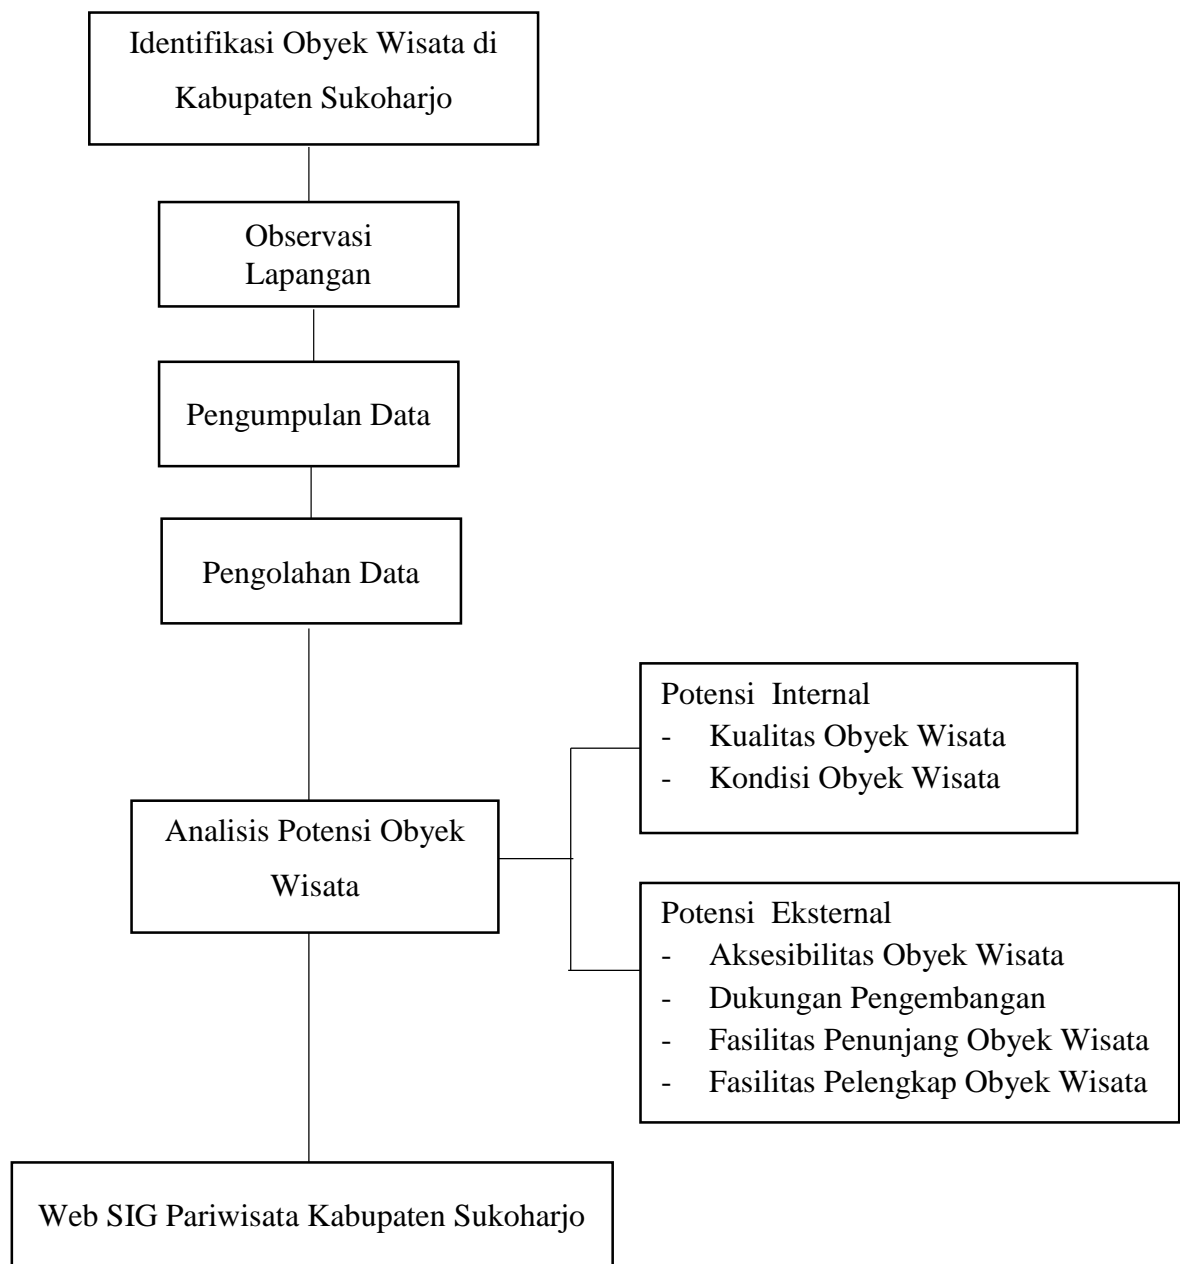 Identifikasi Obyek Wisata di
Kabupaten Sukoharjo
Observasi
Lapangan
Pengumpulan Data
Pengolahan Data
Potensi  Internal
- Kualitas Obyek Wisata
- Kondisi Obyek Wisata
Analisis Potensi Obyek
Wisata
Potensi  Eksternal
- Aksesibilitas Obyek Wisata
- Dukungan Pengembangan
- Fasilitas Penunjang Obyek Wisata
- Fasilitas Pelengkap Obyek Wisata
Web SIG Pariwisata Kabupaten Sukoharjo